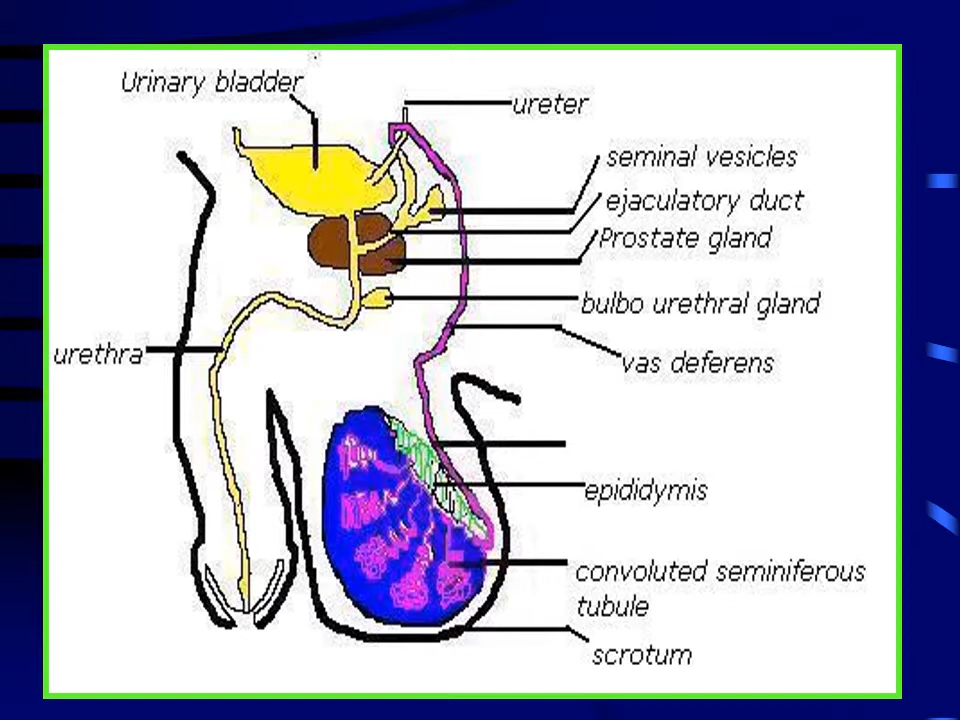 Urinary bladder
ureter
seminal vesicles
ejaculatory duct
Prostate gland
bulbo urethral gland
urethra
vas deferens
epididymis
convoluted seminiferous
tubule
scrotum